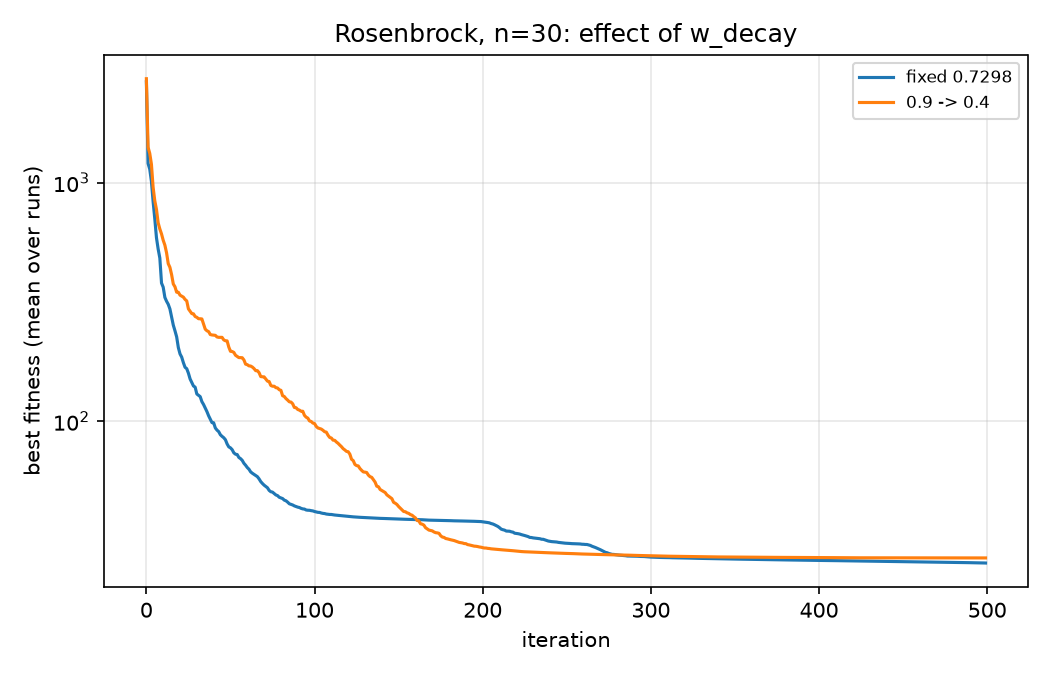 Rosenbrock, n=30: effect of w_decay
fixed 0.7298
0.9 -> 0.4
best fitness (mean over runs)
10³
10²
0 100 200 300 400 500
iteration